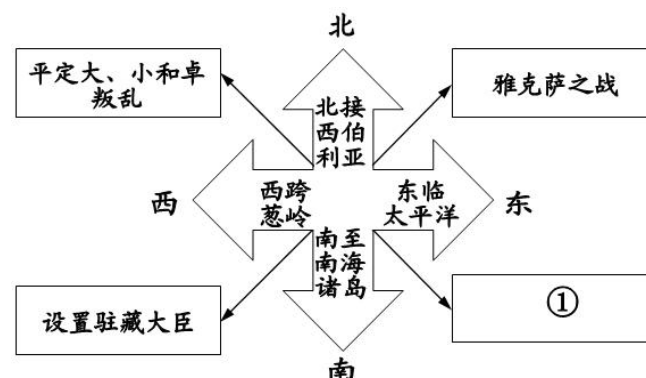 北
平定大、小和卓
叛乱
雅克萨之战
北接
西伯
利亚
西
西跨
葱岭
东临
太平洋
东
南至
南海
诸岛
设置驻藏大臣
①
南